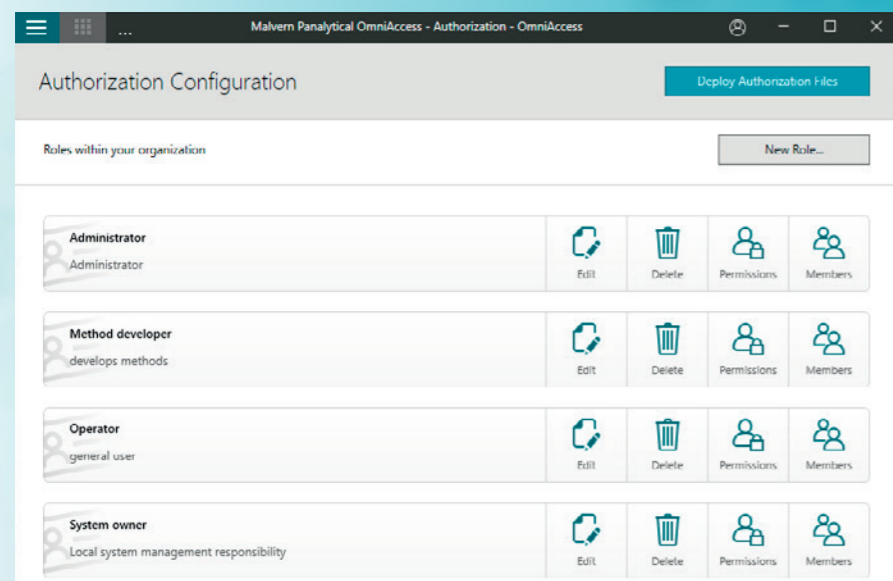 ... Malvern Panalytical OmniAccess - Authorization - OmniAccess
Authorization Configuration
Deploy Authorization Files
Roles within your organization
New Role...
Administrator
Administrator
Edit Delete Permissions Members
Method developer
develops methods
Edit Delete Permissions Members
Operator
general user
Edit Delete Permissions Members
System owner
Local system management responsibility
Edit Delete Permissions Members